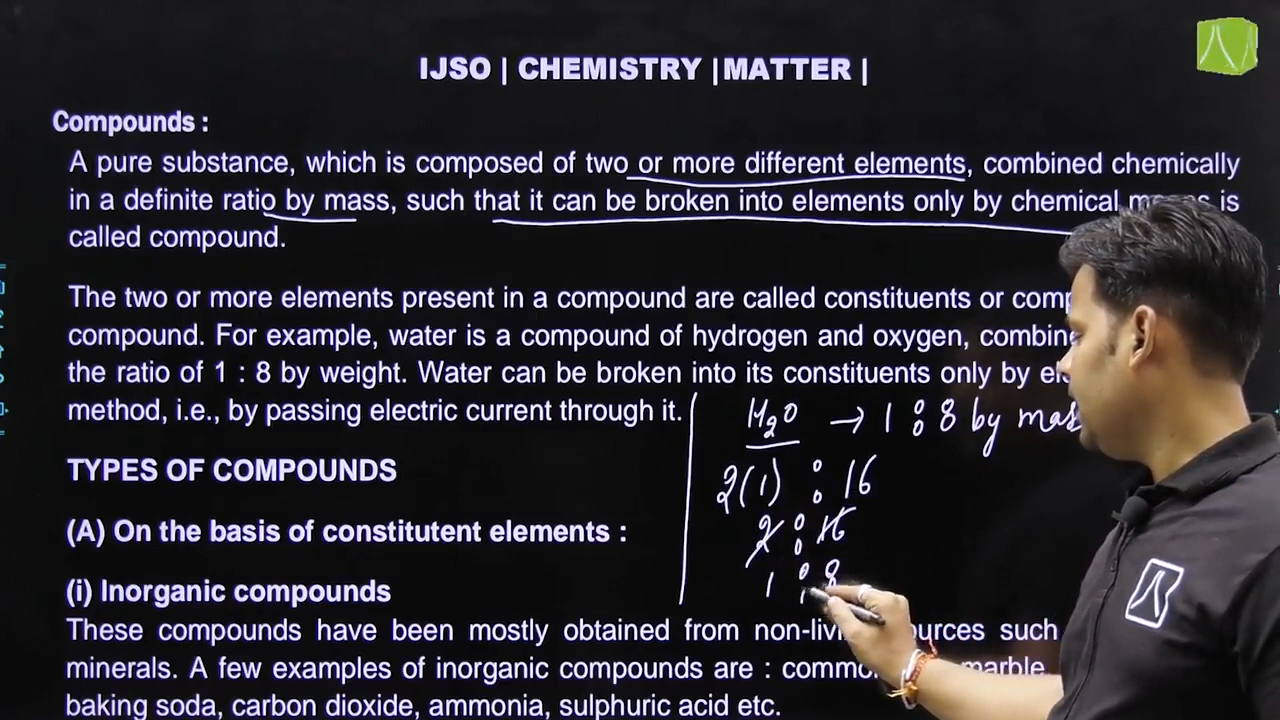 IJSO | CHEMISTRY |MATTER |
Compounds :
A pure substance, which is composed of two or more different elements, combined chemically
in a definite ratio by mass, such that it can be broken into elements only by chemical is
called compound.
The two or more elements present in a compound are called constituents or
compound. For example, water is a compound of hydrogen and oxygen,
the ratio of 1 : 8 by weight. Water can be broken into its constituents only by
method, i.e., by passing electric current through it.
H₂O → 1 : 8 by mas
2(1) : 16
2 : 16
1 : 8
TYPES OF COMPOUNDS
(A) On the basis of constitutent elements :
(i) Inorganic compounds
These compounds have been mostly obtained from such
minerals. A few examples of inorganic compounds are : marble
baking soda, carbon dioxide, ammonia, sulphuric acid etc.